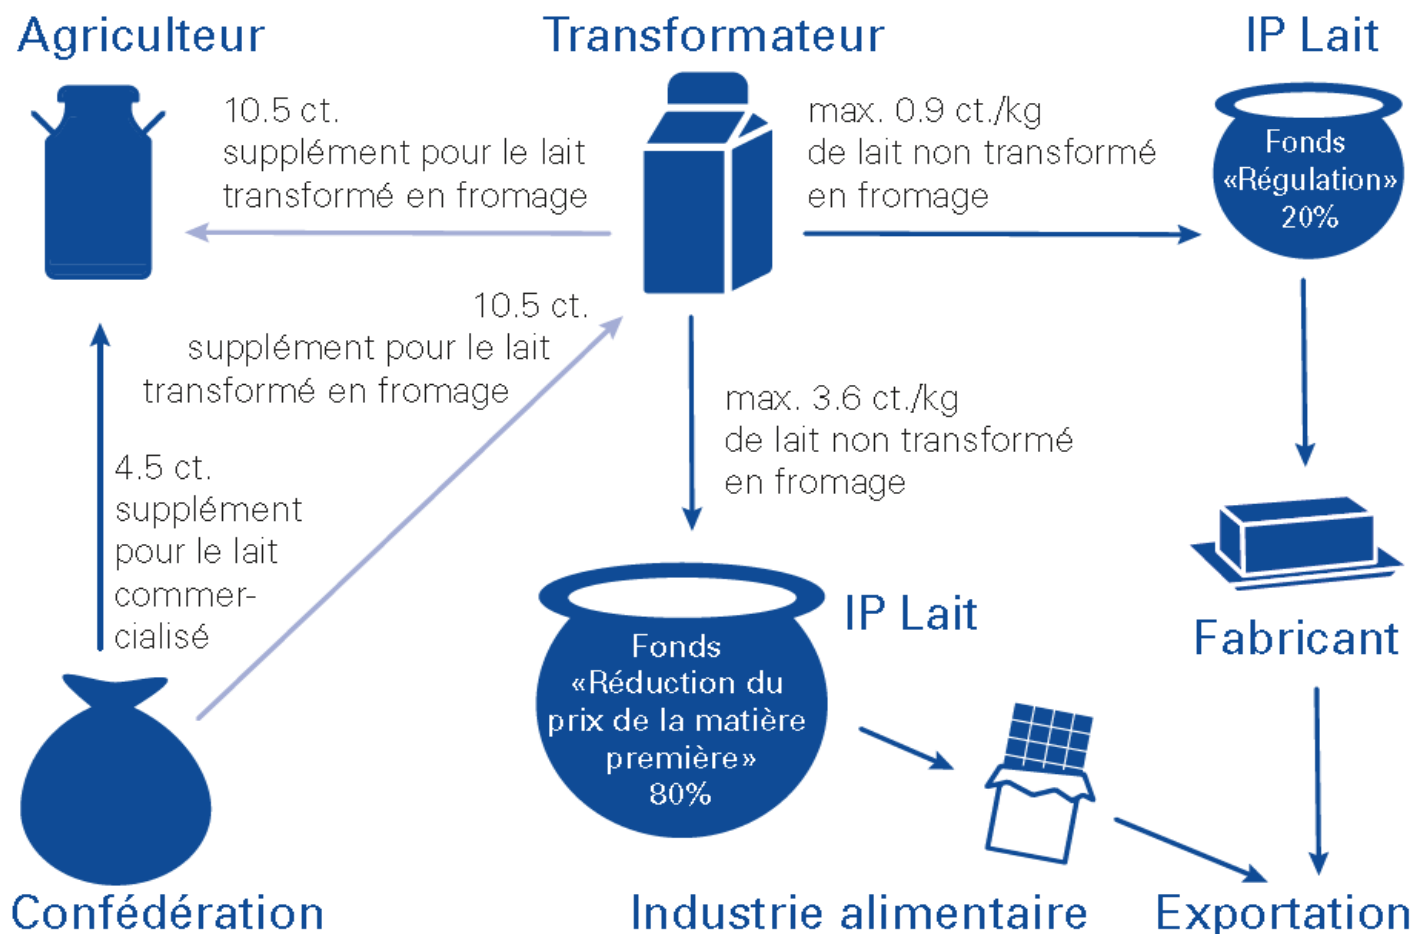 Agriculteur
Transformateur
IP Lait
10.5 ct.
supplément pour le lait
transformé en fromage
max. 0.9 ct./kg
de lait non transformé
en fromage
Fonds
«Régulation»
20%
10.5 ct.
supplément pour le lait
transformé en fromage
max. 3.6 ct./kg
de lait non transformé
en fromage
4.5 ct.
supplément
pour le lait
commer-
cialisé
IP Lait
Fonds
«Réduction du
prix de la matière
première»
80%
Fabricant
Confédération
Industrie alimentaire
Exportation